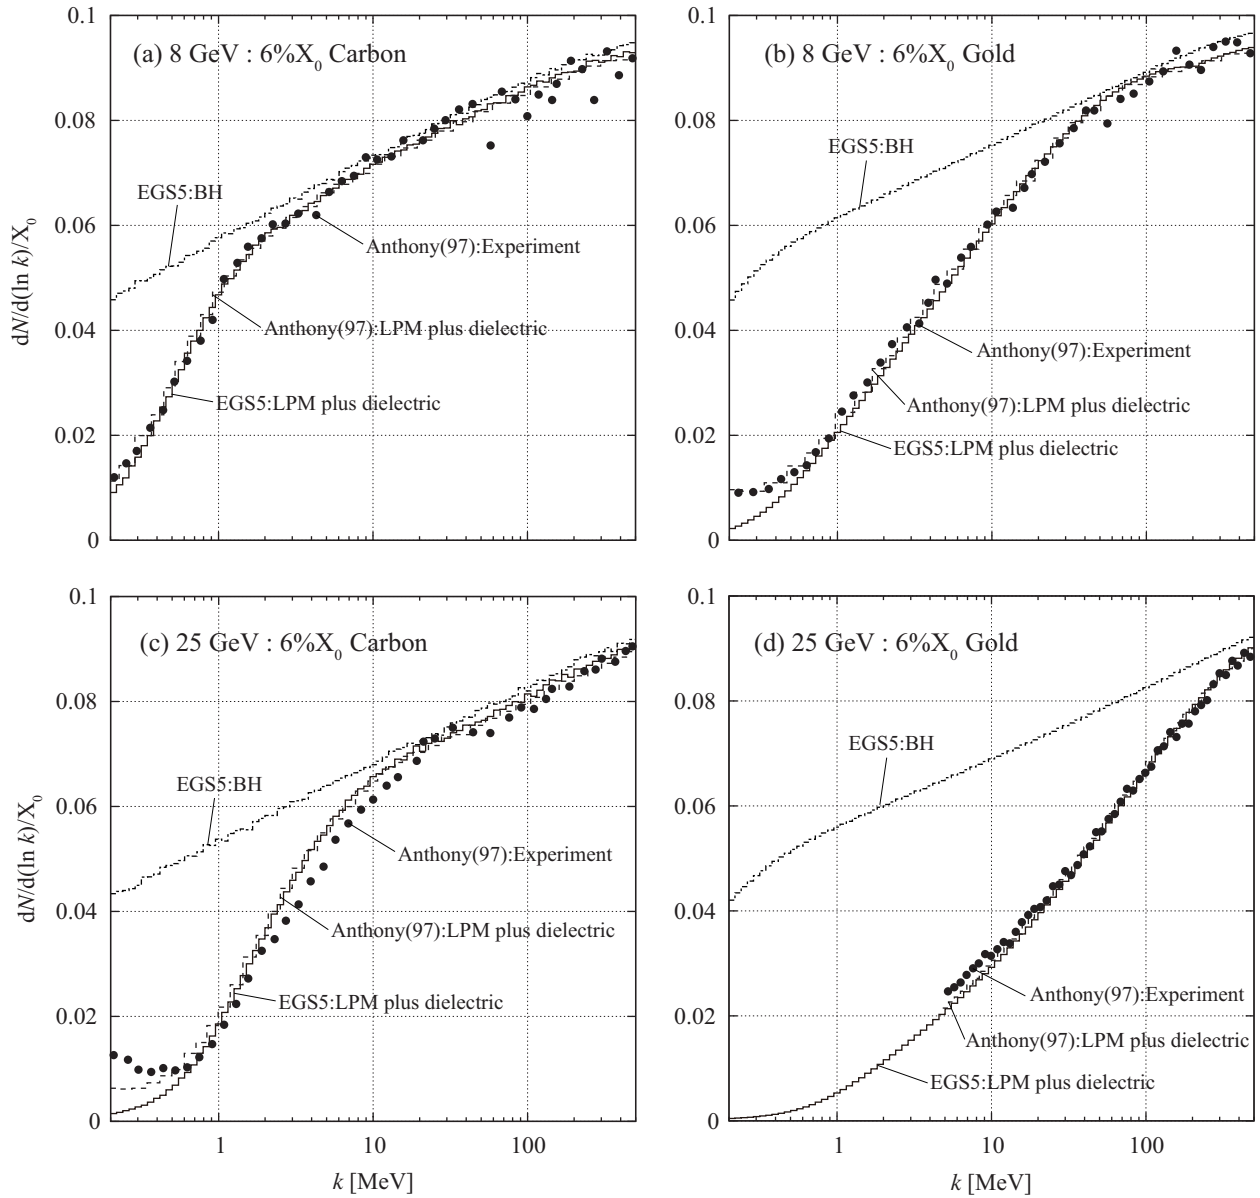 (a) 8 GeV : 6%X0 Carbon
0.1
0.08
0.06
0.04
0.02
0
dN/d(ln k)/X0
EGS5:BH
Anthony(97):Experiment
Anthony(97):LPM plus dielectric
EGS5:LPM plus dielectric
(b) 8 GeV : 6%X0 Gold
0.1
0.08
0.06
0.04
0.02
0
EGS5:BH
Anthony(97):Experiment
Anthony(97):LPM plus dielectric
EGS5:LPM plus dielectric
(c) 25 GeV : 6%X0 Carbon
0.1
0.08
0.06
0.04
0.02
0
dN/d(ln k)/X0
EGS5:BH
Anthony(97):Experiment
Anthony(97):LPM plus dielectric
EGS5:LPM plus dielectric
1 10 100
k [MeV]
(d) 25 GeV : 6%X0 Gold
0.1
0.08
0.06
0.04
0.02
0
EGS5:BH
Anthony(97):Experiment
Anthony(97):LPM plus dielectric
EGS5:LPM plus dielectric
1 10 100
k [MeV]